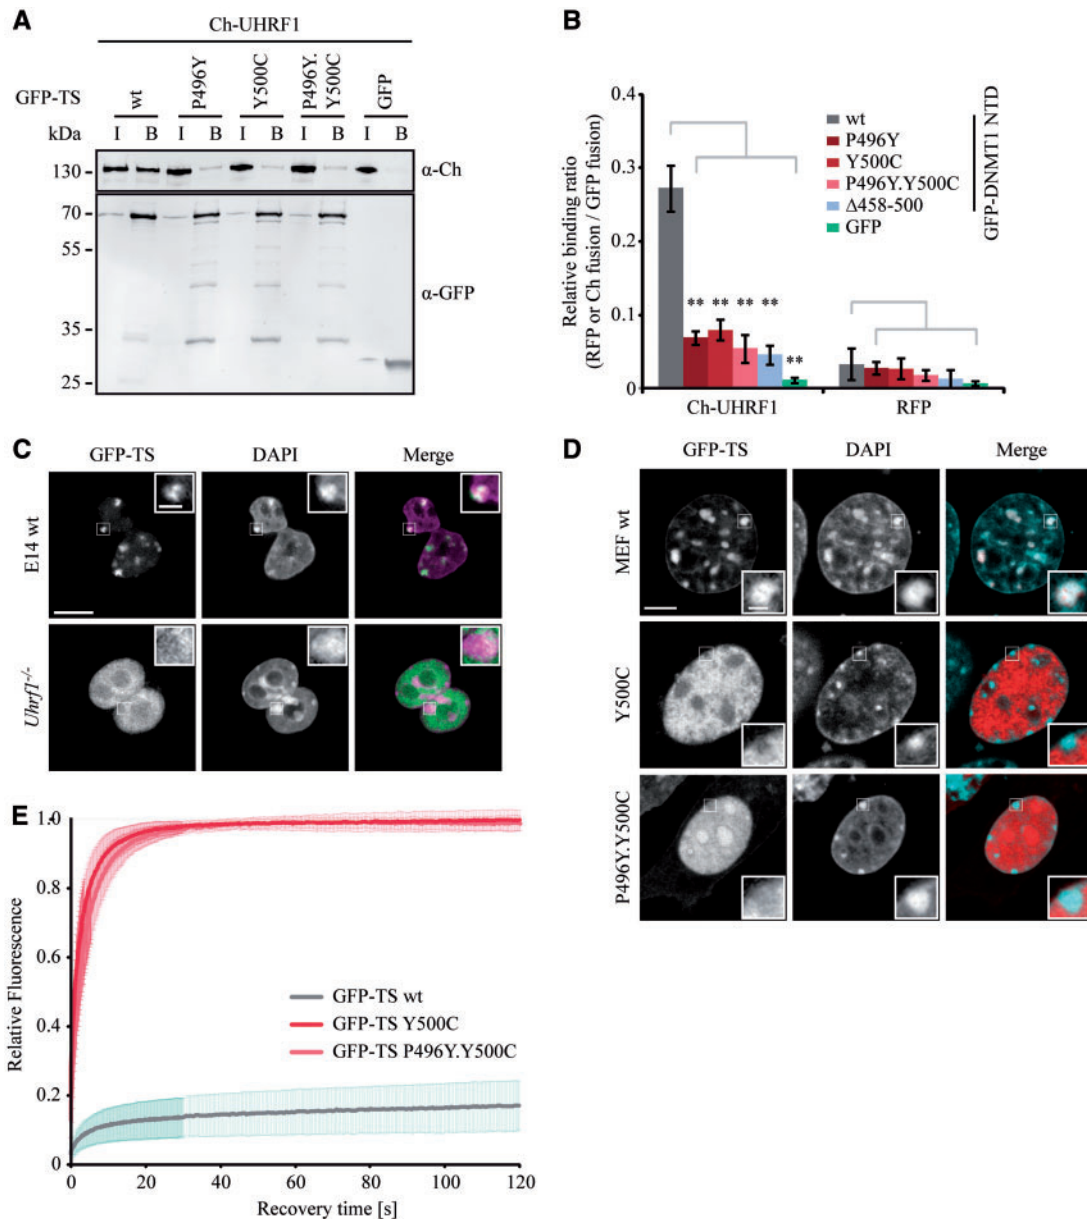 A
Ch-UHRF1
GFP-TS
wt
P496Y
Y500C
P496Y.
Y500C
GFP
kDa
I B I B I B I B I B
130
α-Ch
70
55
35
25
α-GFP
B
Relative binding ratio
(RFP or Ch fusion / GFP fusion)
0.4
0.3
0.2
0.1
0
wt
P496Y
Y500C
P496Y.Y500C
Δ458-500
GFP
GFP-DNMT1 NTD
** ** ** ** **
Ch-UHRF1 RFP
C
GFP-TS DAPI Merge
E14 wt
Uhrf1-/-
D
GFP-TS DAPI Merge
MEF wt
Y500C
P496Y.Y500C
E
Relative Fluorescence
1.0
0.8
0.6
0.4
0.2
0
GFP-TS wt
GFP-TS Y500C
GFP-TS P496Y.Y500C
0 20 40 60 80 100 120
Recovery time [s]